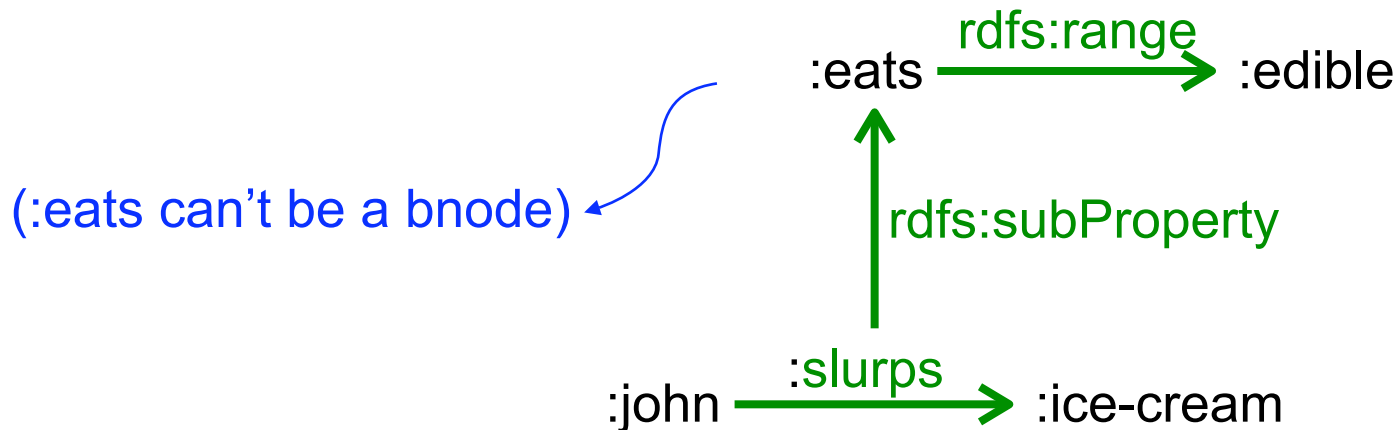 rdfs:range
:eats :edible
(:eats can’t be a bnode)
rdfs:subProperty
:slurps
:john :ice-cream